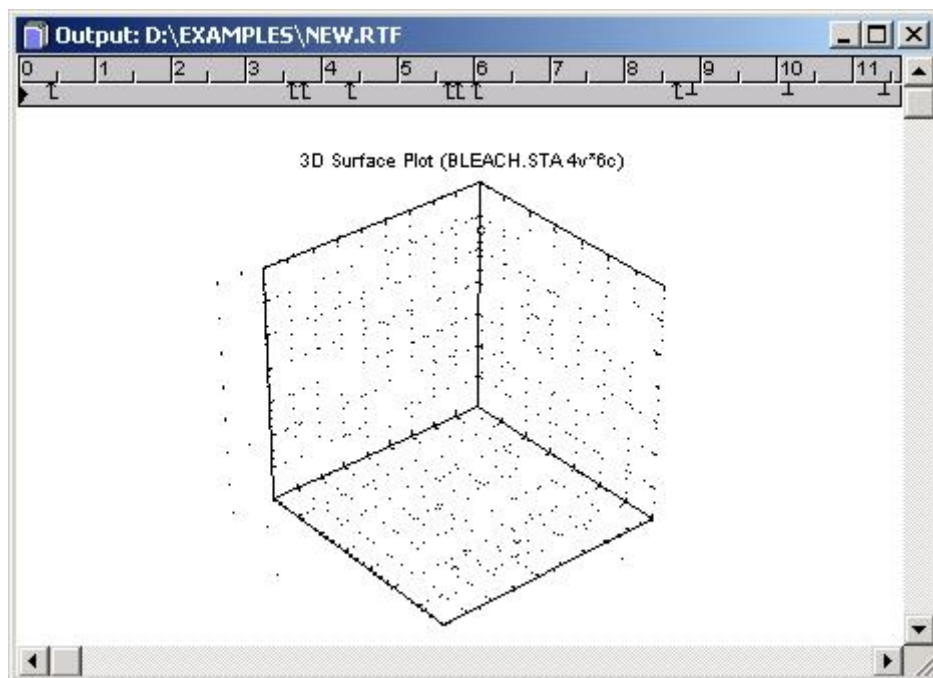 Output: D:\EXAMPLES\NEW.RTF
0 1 2 3 4 5 6 7 8 9 10 11
3D Surface Plot (BLEACH.STA 4v*6c)